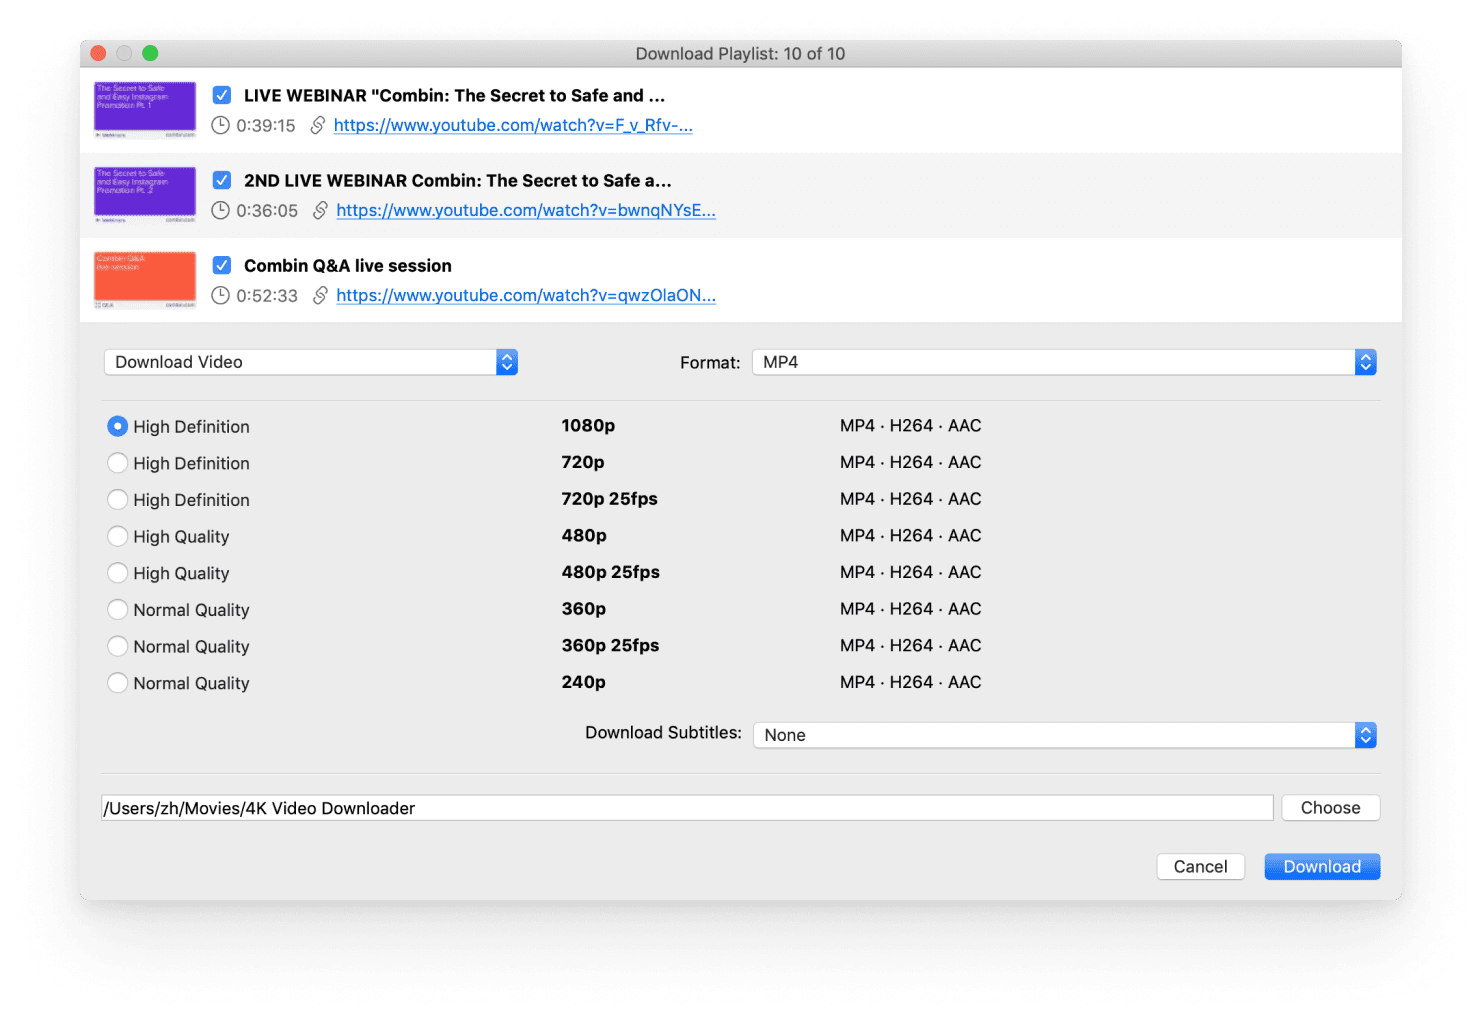 Download Playlist: 10 of 10
The Secret to Safe
and Easy Instagram
Promotion Pt. 1
combin.com
LIVE WEBINAR "Combin: The Secret to Safe and ...
0:39:15 https://www.youtube.com/watch?v=F_v_Rfv-...
The Secret to Safe
and Easy Instagram
Promotion Pt. 2
combin.com
2ND LIVE WEBINAR Combin: The Secret to Safe a...
0:36:05 https://www.youtube.com/watch?v=bwnqNYsE...
Combin Q&A
live session
Q&A combin.com
Combin Q&A live session
0:52:33 https://www.youtube.com/watch?v=qwzOlaON...
Download Video Format: MP4
High Definition 1080p MP4 · H264 · AAC
High Definition 720p MP4 · H264 · AAC
High Definition 720p 25fps MP4 · H264 · AAC
High Quality 480p MP4 · H264 · AAC
High Quality 480p 25fps MP4 · H264 · AAC
Normal Quality 360p MP4 · H264 · AAC
Normal Quality 360p 25fps MP4 · H264 · AAC
Normal Quality 240p MP4 · H264 · AAC
Download Subtitles: None
/Users/zh/Movies/4K Video Downloader Choose
Cancel Download